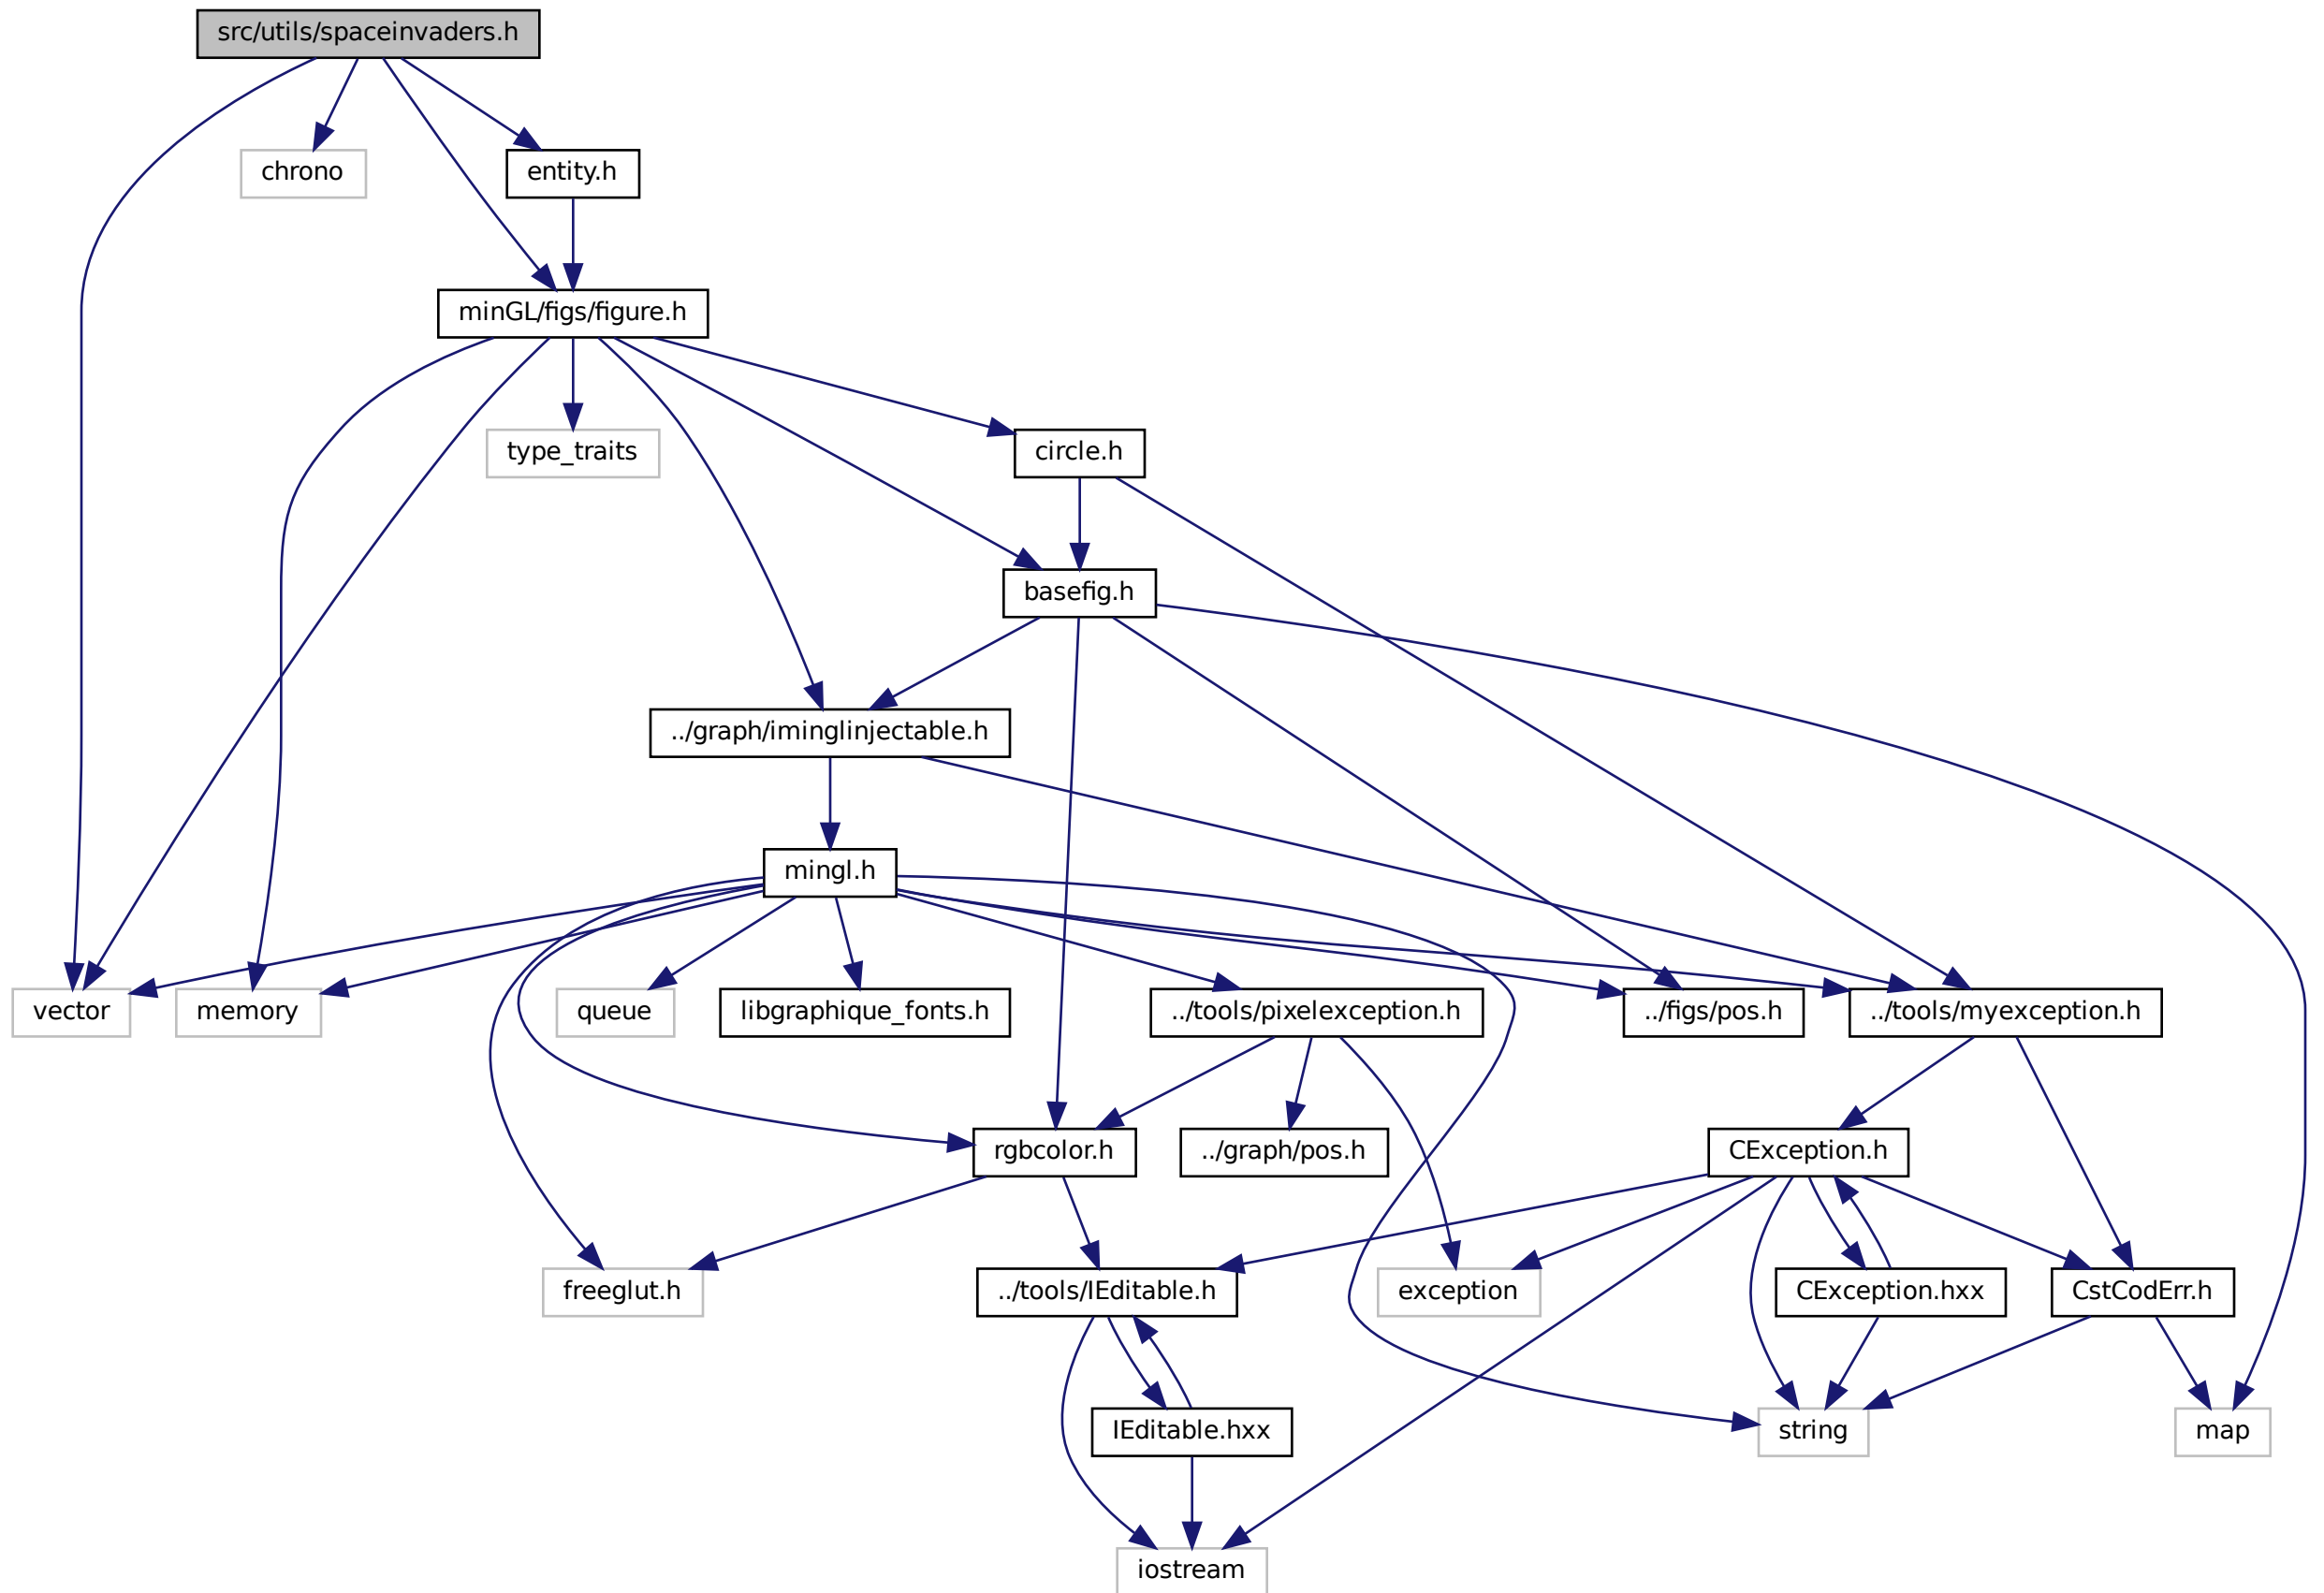 src/utils/spaceinvaders.h
chrono
entity.h
minGL/figs/figure.h
type_traits
circle.h
basefig.h
../graph/iminglinjectable.h
mingl.h
vector
memory
queue
libgraphique_fonts.h
../tools/pixelexception.h
../figs/pos.h
../tools/myexception.h
rgbcolor.h
../graph/pos.h
CException.h
freeglut.h
../tools/IEditable.h
exception
CException.hxx
CstCodErr.h
IEditable.hxx
string
map
iostream